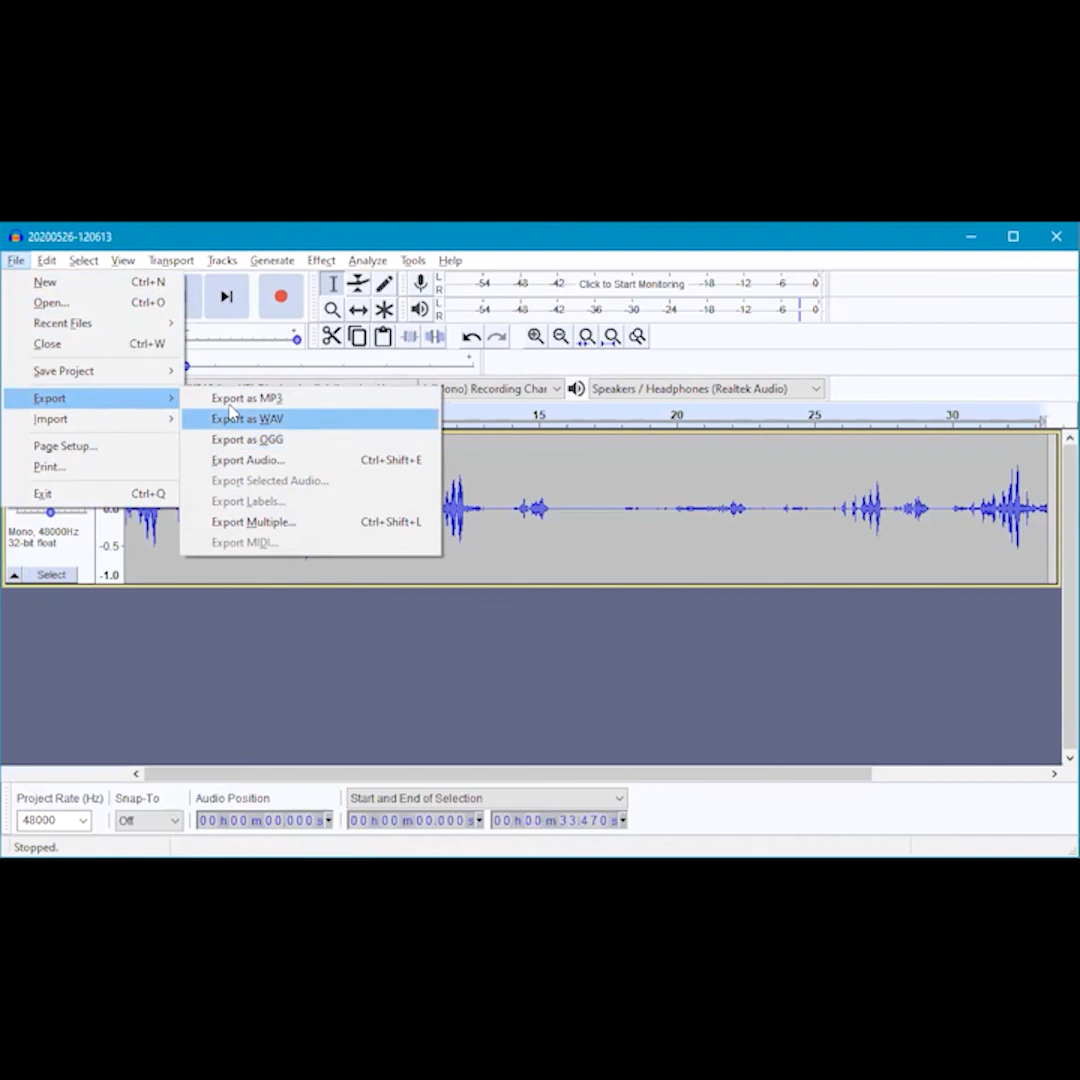 20200526-120613
File Edit Select View Transport Tracks Generate Effect Analyze Tools Help
New Ctrl+N
Open... Ctrl+O
Recent Files
Close Ctrl+W
Save Project
Export
Import
Page Setup...
Print...
Exit Ctrl+Q
Export as MP3
Export as WAV
Export as OGG
Export Audio... Ctrl+Shift+E
Export Selected Audio...
Export Labels...
Export Multiple... Ctrl+Shift+L
Export MIDI...
L -54 -48 -42 Click to Start Monitoring -18 -12 -6 0
R
L -54 -48 -42 -36 -30 -24 -18 -12 -6 0
R
Recording Char Speakers / Headphones (Realtek Audio)
15 20 25 30
Mono, 48000Hz
32-bit float
Select
0.0
-0.5
-1.0
Project Rate (Hz) Snap-To Audio Position Start and End of Selection
48000 Off 00 h 00 m 00.000 s 00 h 00 m 00.000 s 00 h 00 m 33.470 s
Stopped.